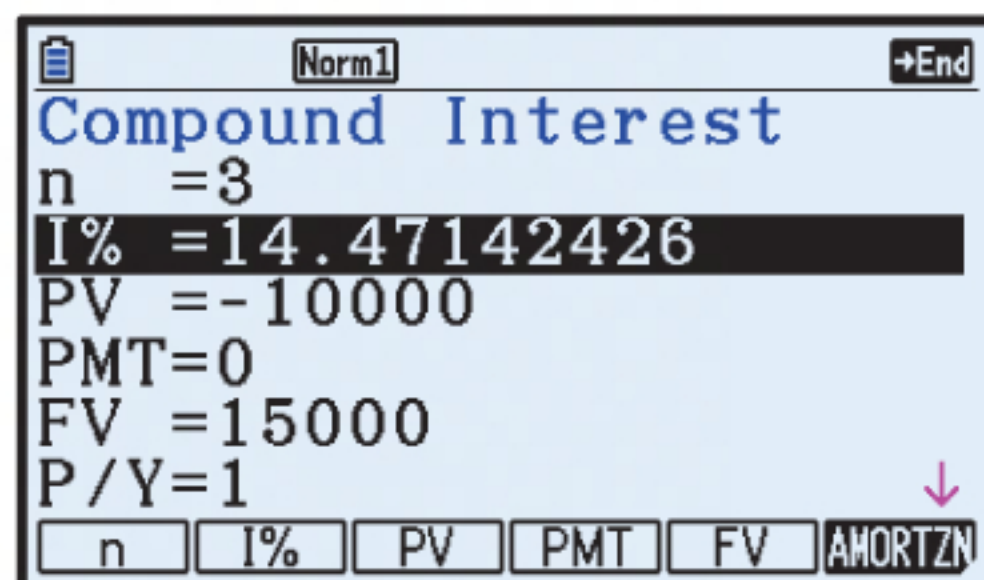 Norm1 →End
Compound Interest
n =3
I% =14.47142426
PV =-10000
PMT=0
FV =15000
P/Y=1 ↓
n I% PV PMT FV AMORTZN